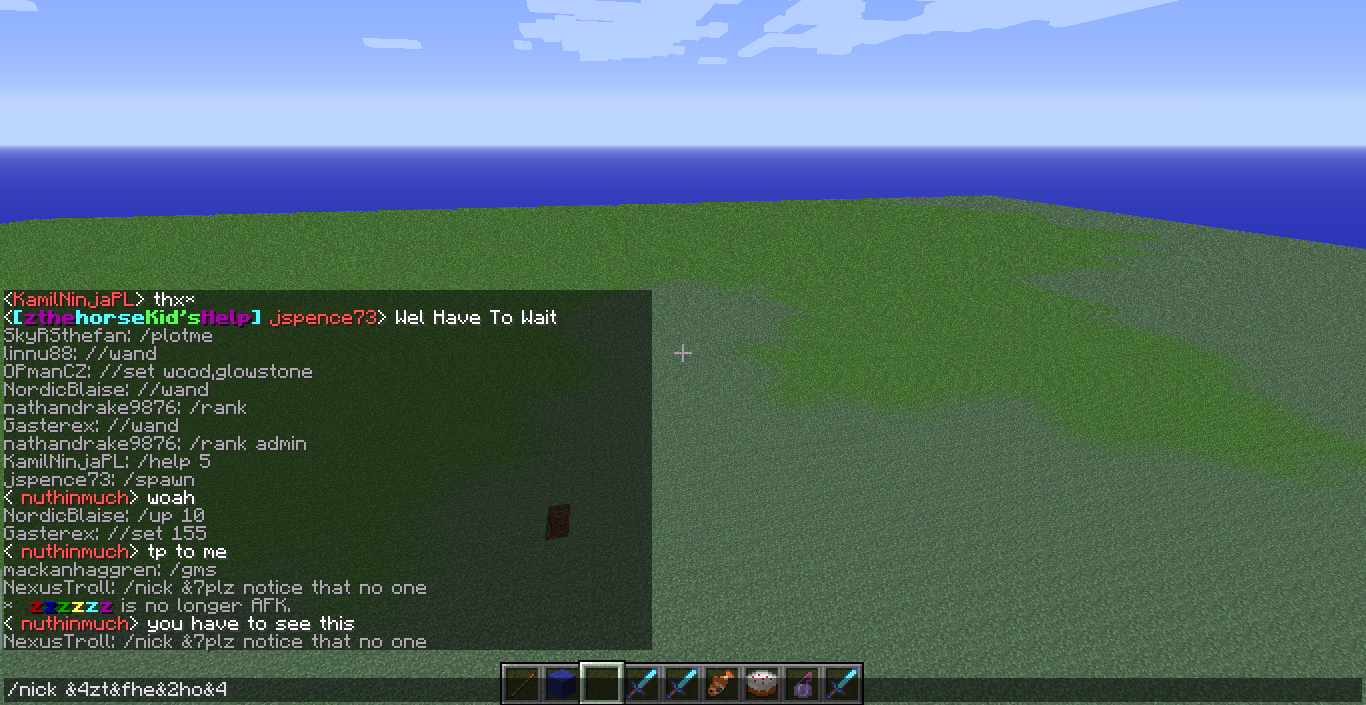 <KamilNinjaPL> thx*
<[zthehorseKid's Help] jspence73> Wel Have To Wait
SkyRSthefan: /plotme
linnu88: //wand
OPmanCZ: //set wood,glowstone
NordicBlaise: //wand
nathandrake9876: /rank
Gasterex: //wand
nathandrake9876: /rank admin
KamilNinjaPL: /help 5
jspence73: /spawn
< nuthinmuch> woah
NordicBlaise: /up 10
Gasterex: //set 155
< nuthinmuch> tp to me
mackanhaggren: /gms
NexusTroll: /nick &7plz notice that no one
* zzzzzz is no longer AFK.
< nuthinmuch> you have to see this
NexusTroll: /nick &7plz notice that no one
/nick &4zt&fhe&2ho&4